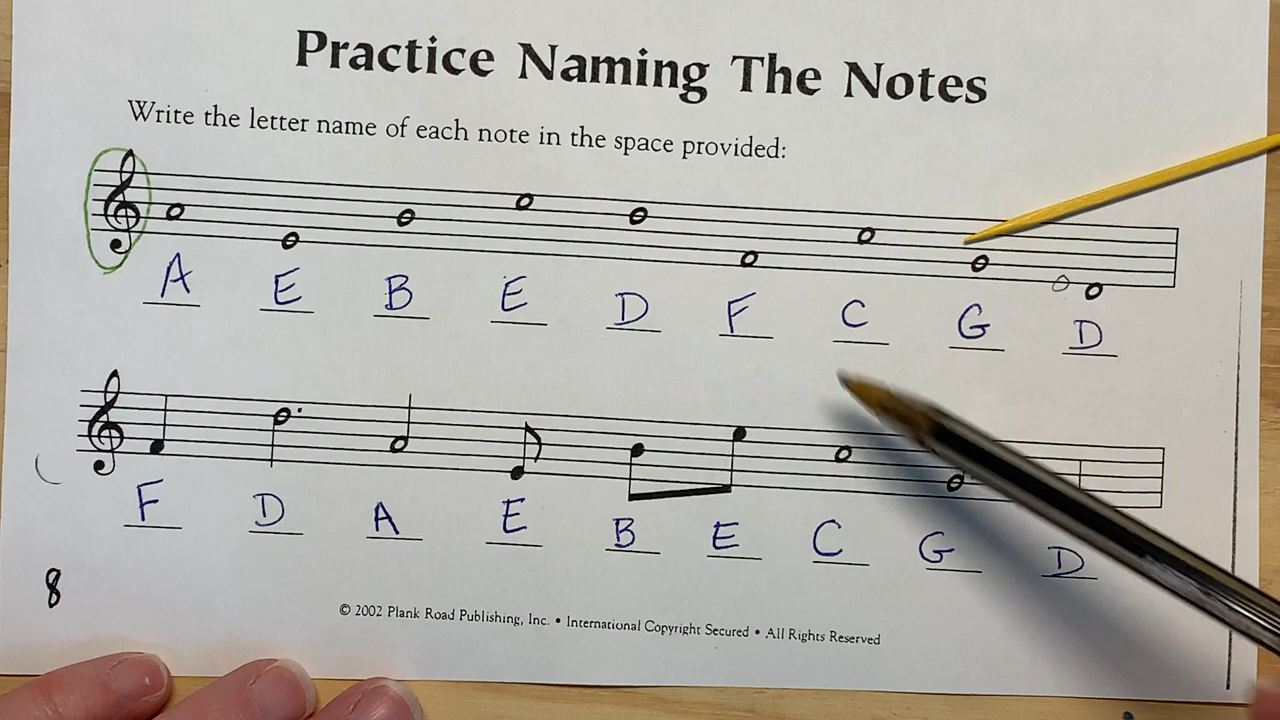 Practice Naming The Notes
Write the letter name of each note in the space provided:
A E B E D F C G D
F D A E B E C G D
8
© 2002 Plank Road Publishing, Inc. • International Copyright Secured • All Rights Reserved